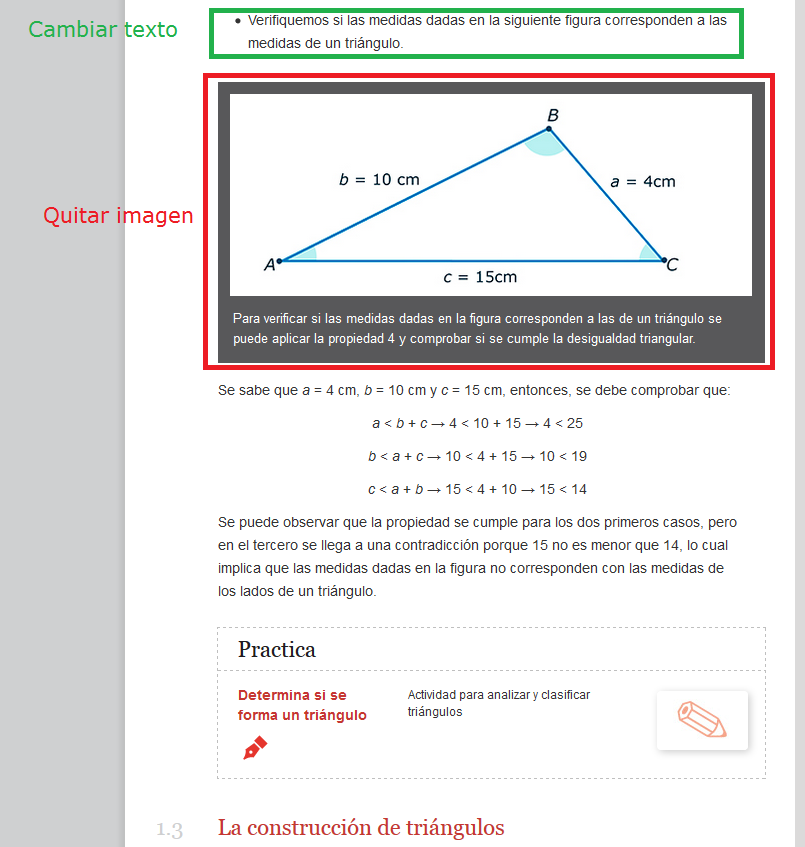 Cambiar texto
• Verifiquemos si las medidas dadas en la siguiente figura corresponden a las
medidas de un triángulo.
Quitar imagen
B
b = 10 cm
a = 4cm
A
C
c = 15cm
Para verificar si las medidas dadas en la figura corresponden a las de un triángulo se
puede aplicar la propiedad 4 y comprobar si se cumple la desigualdad triangular.
Se sabe que a = 4 cm, b = 10 cm y c = 15 cm, entonces, se debe comprobar que:
a < b + c → 4 < 10 + 15 → 4 < 25
b < a + c → 10 < 4 + 15 → 10 < 19
c < a + b → 15 < 4 + 10 → 15 < 14
Se puede observar que la propiedad se cumple para los dos primeros casos, pero
en el tercero se llega a una contradicción porque 15 no es menor que 14, lo cual
implica que las medidas dadas en la figura no corresponden con las medidas de
los lados de un triángulo.
Practica
Determina si se
forma un triángulo
Actividad para analizar y clasificar
triángulos
1.3 La construcción de triángulos